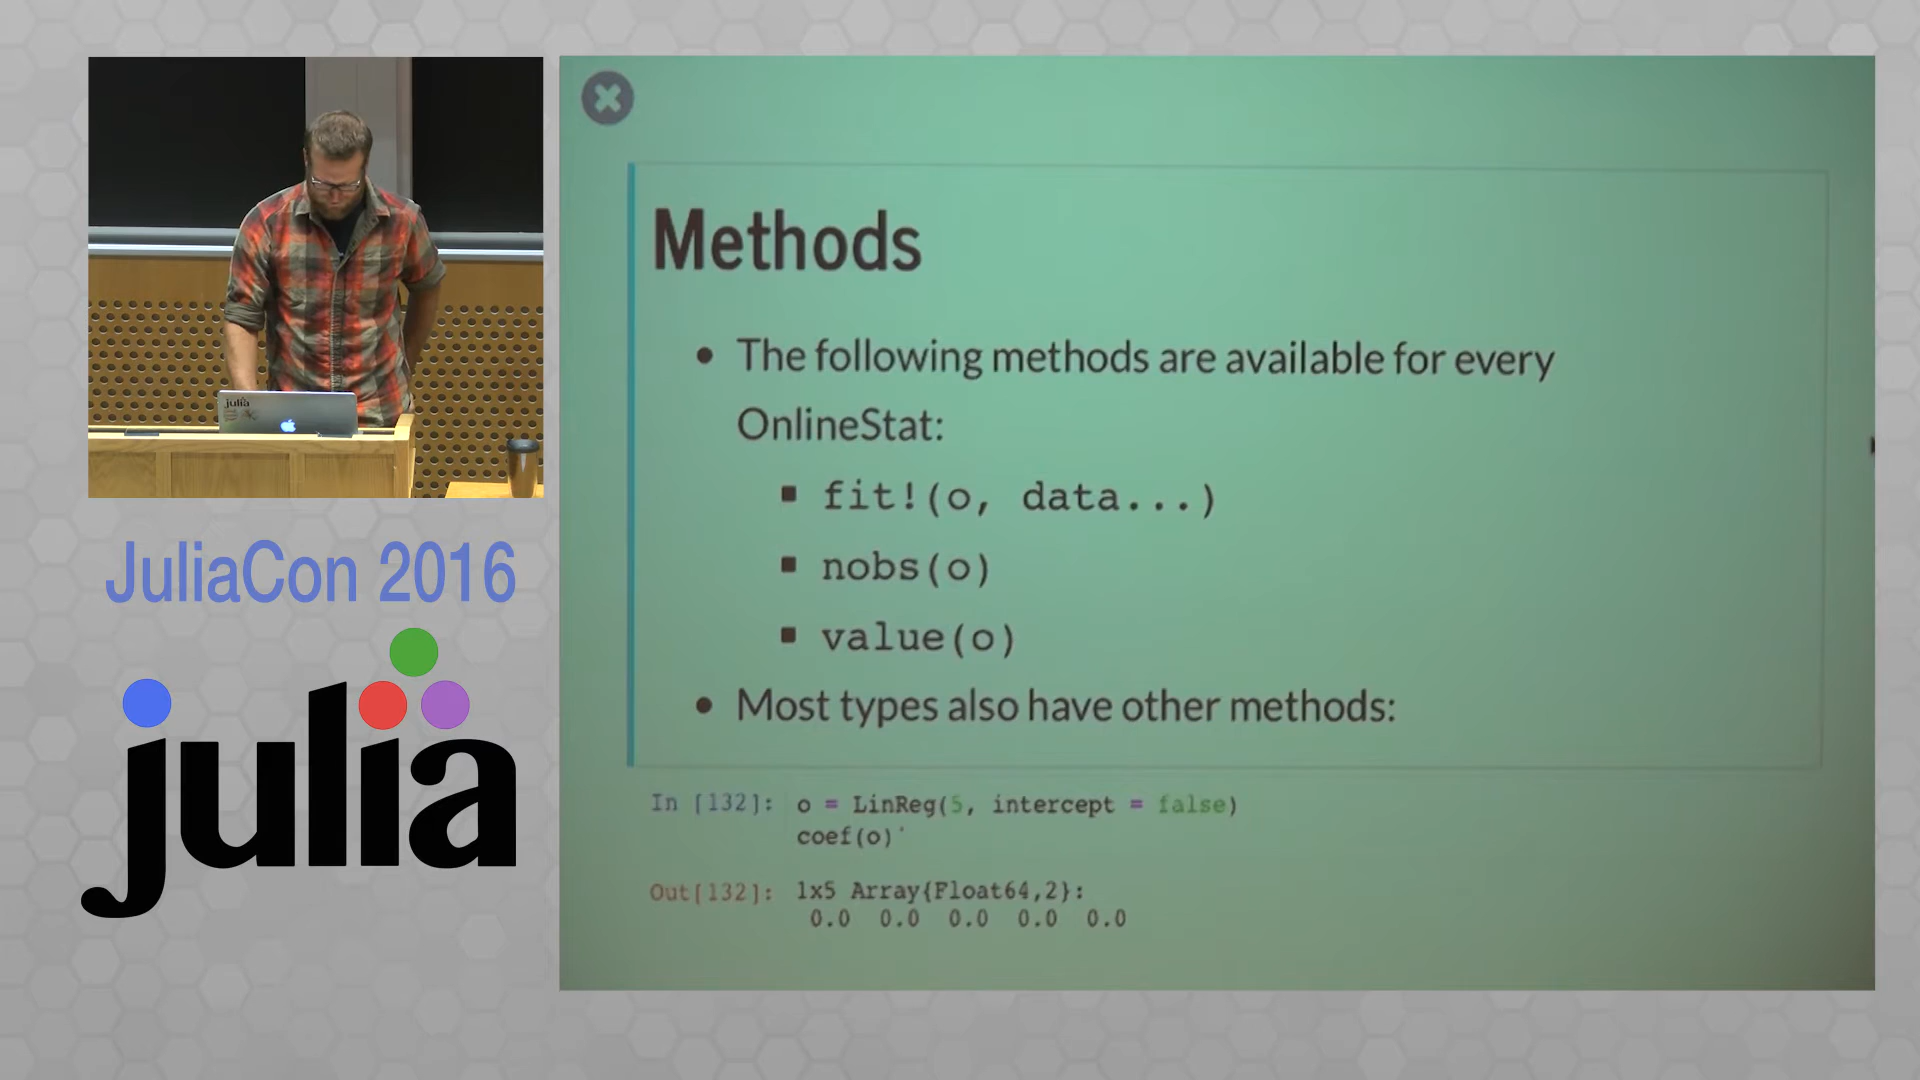 julia
JuliaCon 2016
julia
Methods
• The following methods are available for every
OnlineStat:
▪ fit!(o, data...)
▪ nobs(o)
▪ value(o)
• Most types also have other methods:
In [132]: o = LinReg(5, intercept = false)
coef(o)'
Out[132]: 1x5 Array{Float64,2}:
0.0 0.0 0.0 0.0 0.0